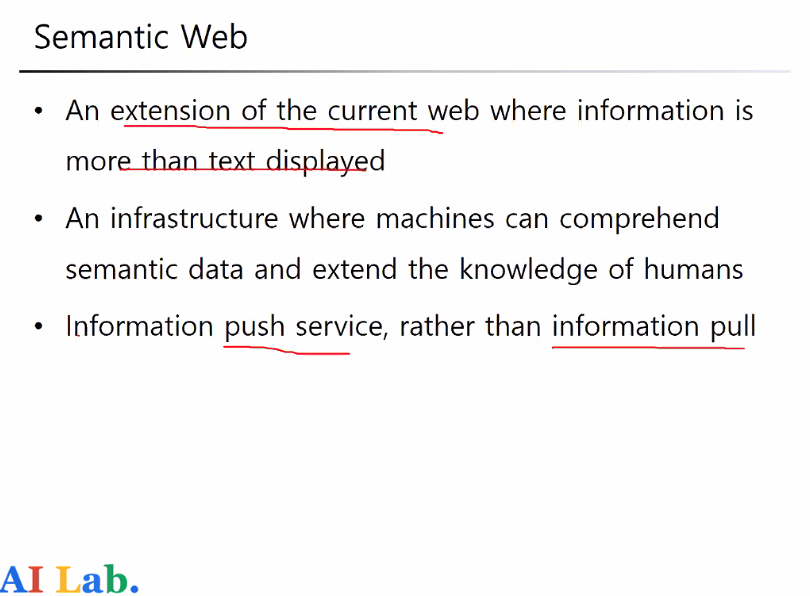 Semantic Web
• An extension of the current web where information is
more than text displayed
• An infrastructure where machines can comprehend
semantic data and extend the knowledge of humans
• Information push service, rather than information pull
AI Lab.